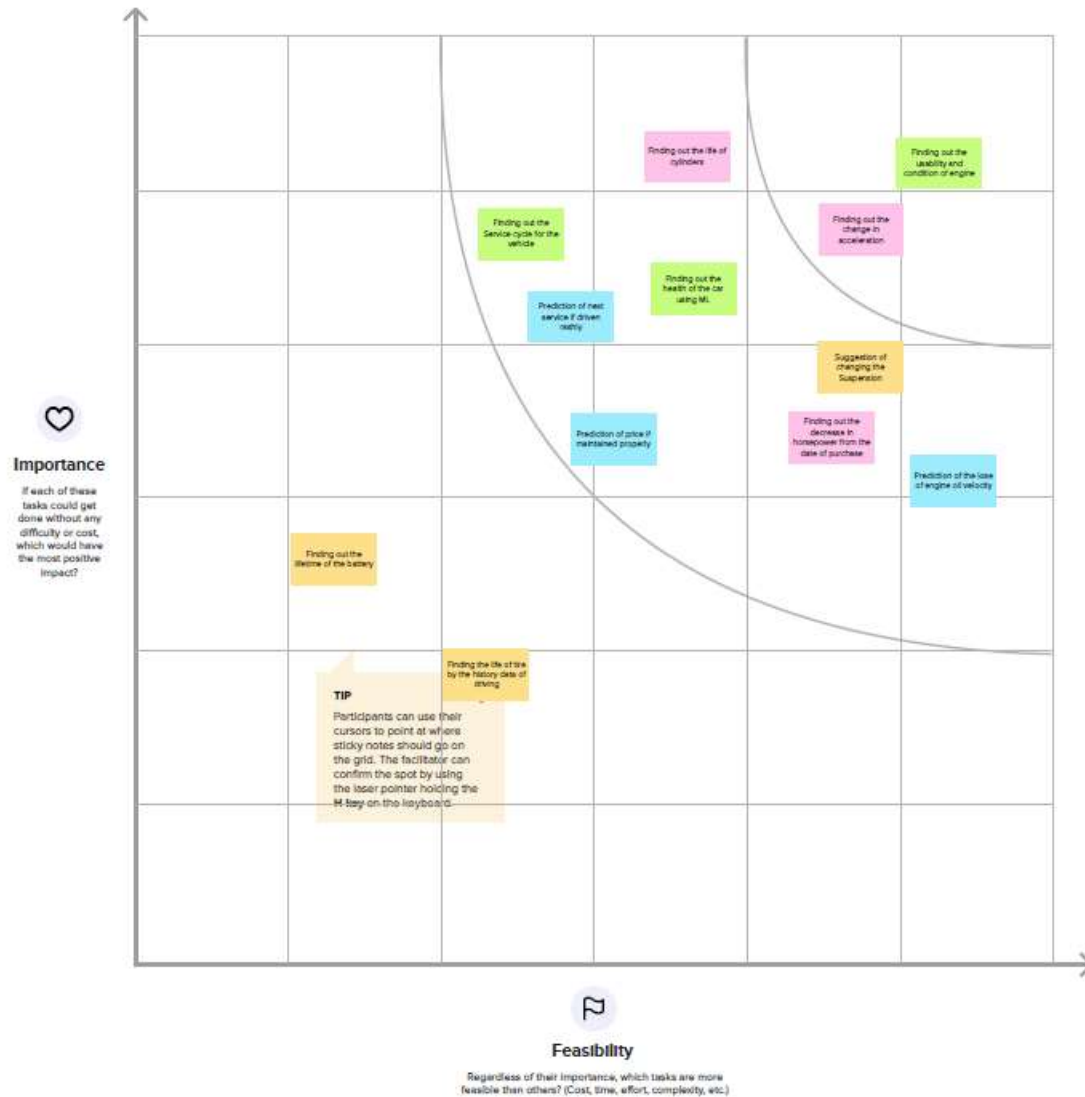 Finding out the life of
cylinders
Finding out the
usability and
condition of engine
Finding out the
Service cycle for the
vehicle
Finding out the
change in
acceleration
Finding out the
health of the car
using ML
Prediction of next
service if driven
rashly
Suggestion of
changing the
Suspension
Prediction of price if
maintained properly
Finding out the
decrease in
horsepower from the
date of purchase
Prediction of the
of engine oil velocity
Importance
If each of these
tasks could get
done without any
difficulty or cost,
which would have
the most positive
impact?
Finding out the
lifetime of the battery
Finding the life of tire
by the history data of
driving
TIP
Participants can use their
cursors to point at where
sticky notes should go on
the grid. The facilitator can
confirm the spot by using
the laser pointer holding the
H key on the keyboard.
Feasibility
Regardless of their importance, which tasks are more
feasible than others? (Cost, time, effort, complexity, etc.)